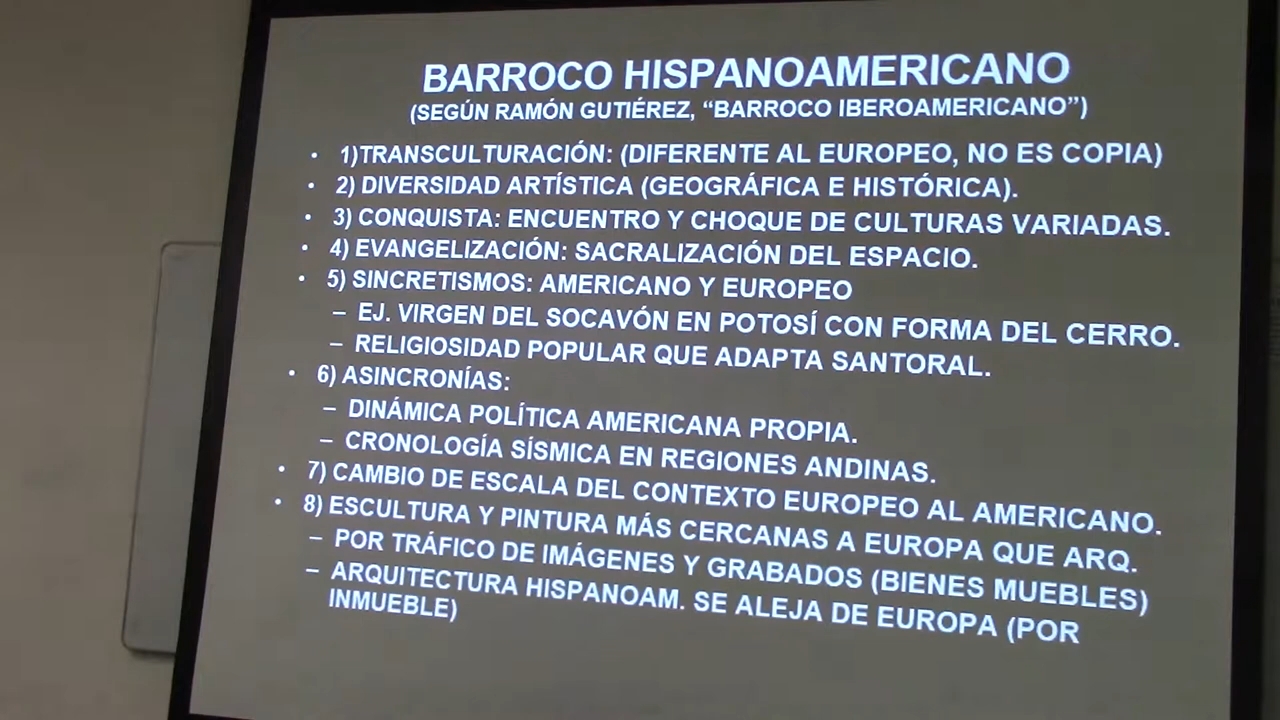 BARROCO HISPANOAMERICANO
(SEGÚN RAMÓN GUTIÉREZ, “BARROCO IBEROAMERICANO”)
• 1)TRANSCULTURACIÓN: (DIFERENTE AL EUROPEO, NO ES COPIA)
• 2) DIVERSIDAD ARTÍSTICA (GEOGRÁFICA E HISTÓRICA).
• 3) CONQUISTA: ENCUENTRO Y CHOQUE DE CULTURAS VARIADAS.
• 4) EVANGELIZACIÓN: SACRALIZACIÓN DEL ESPACIO.
• 5) SINCRETISMOS: AMERICANO Y EUROPEO
– EJ. VIRGEN DEL SOCAVÓN EN POTOSÍ CON FORMA DEL CERRO.
– RELIGIOSIDAD POPULAR QUE ADAPTA SANTORAL.
• 6) ASINCRONÍAS:
– DINÁMICA POLÍTICA AMERICANA PROPIA.
– CRONOLOGÍA SÍSMICA EN REGIONES ANDINAS.
• 7) CAMBIO DE ESCALA DEL CONTEXTO EUROPEO AL AMERICANO.
• 8) ESCULTURA Y PINTURA MÁS CERCANAS A EUROPA QUE ARQ.
– POR TRÁFICO DE IMÁGENES Y GRABADOS (BIENES MUEBLES)
– ARQUITECTURA HISPANOAM. SE ALEJA DE EUROPA (POR
INMUEBLE)